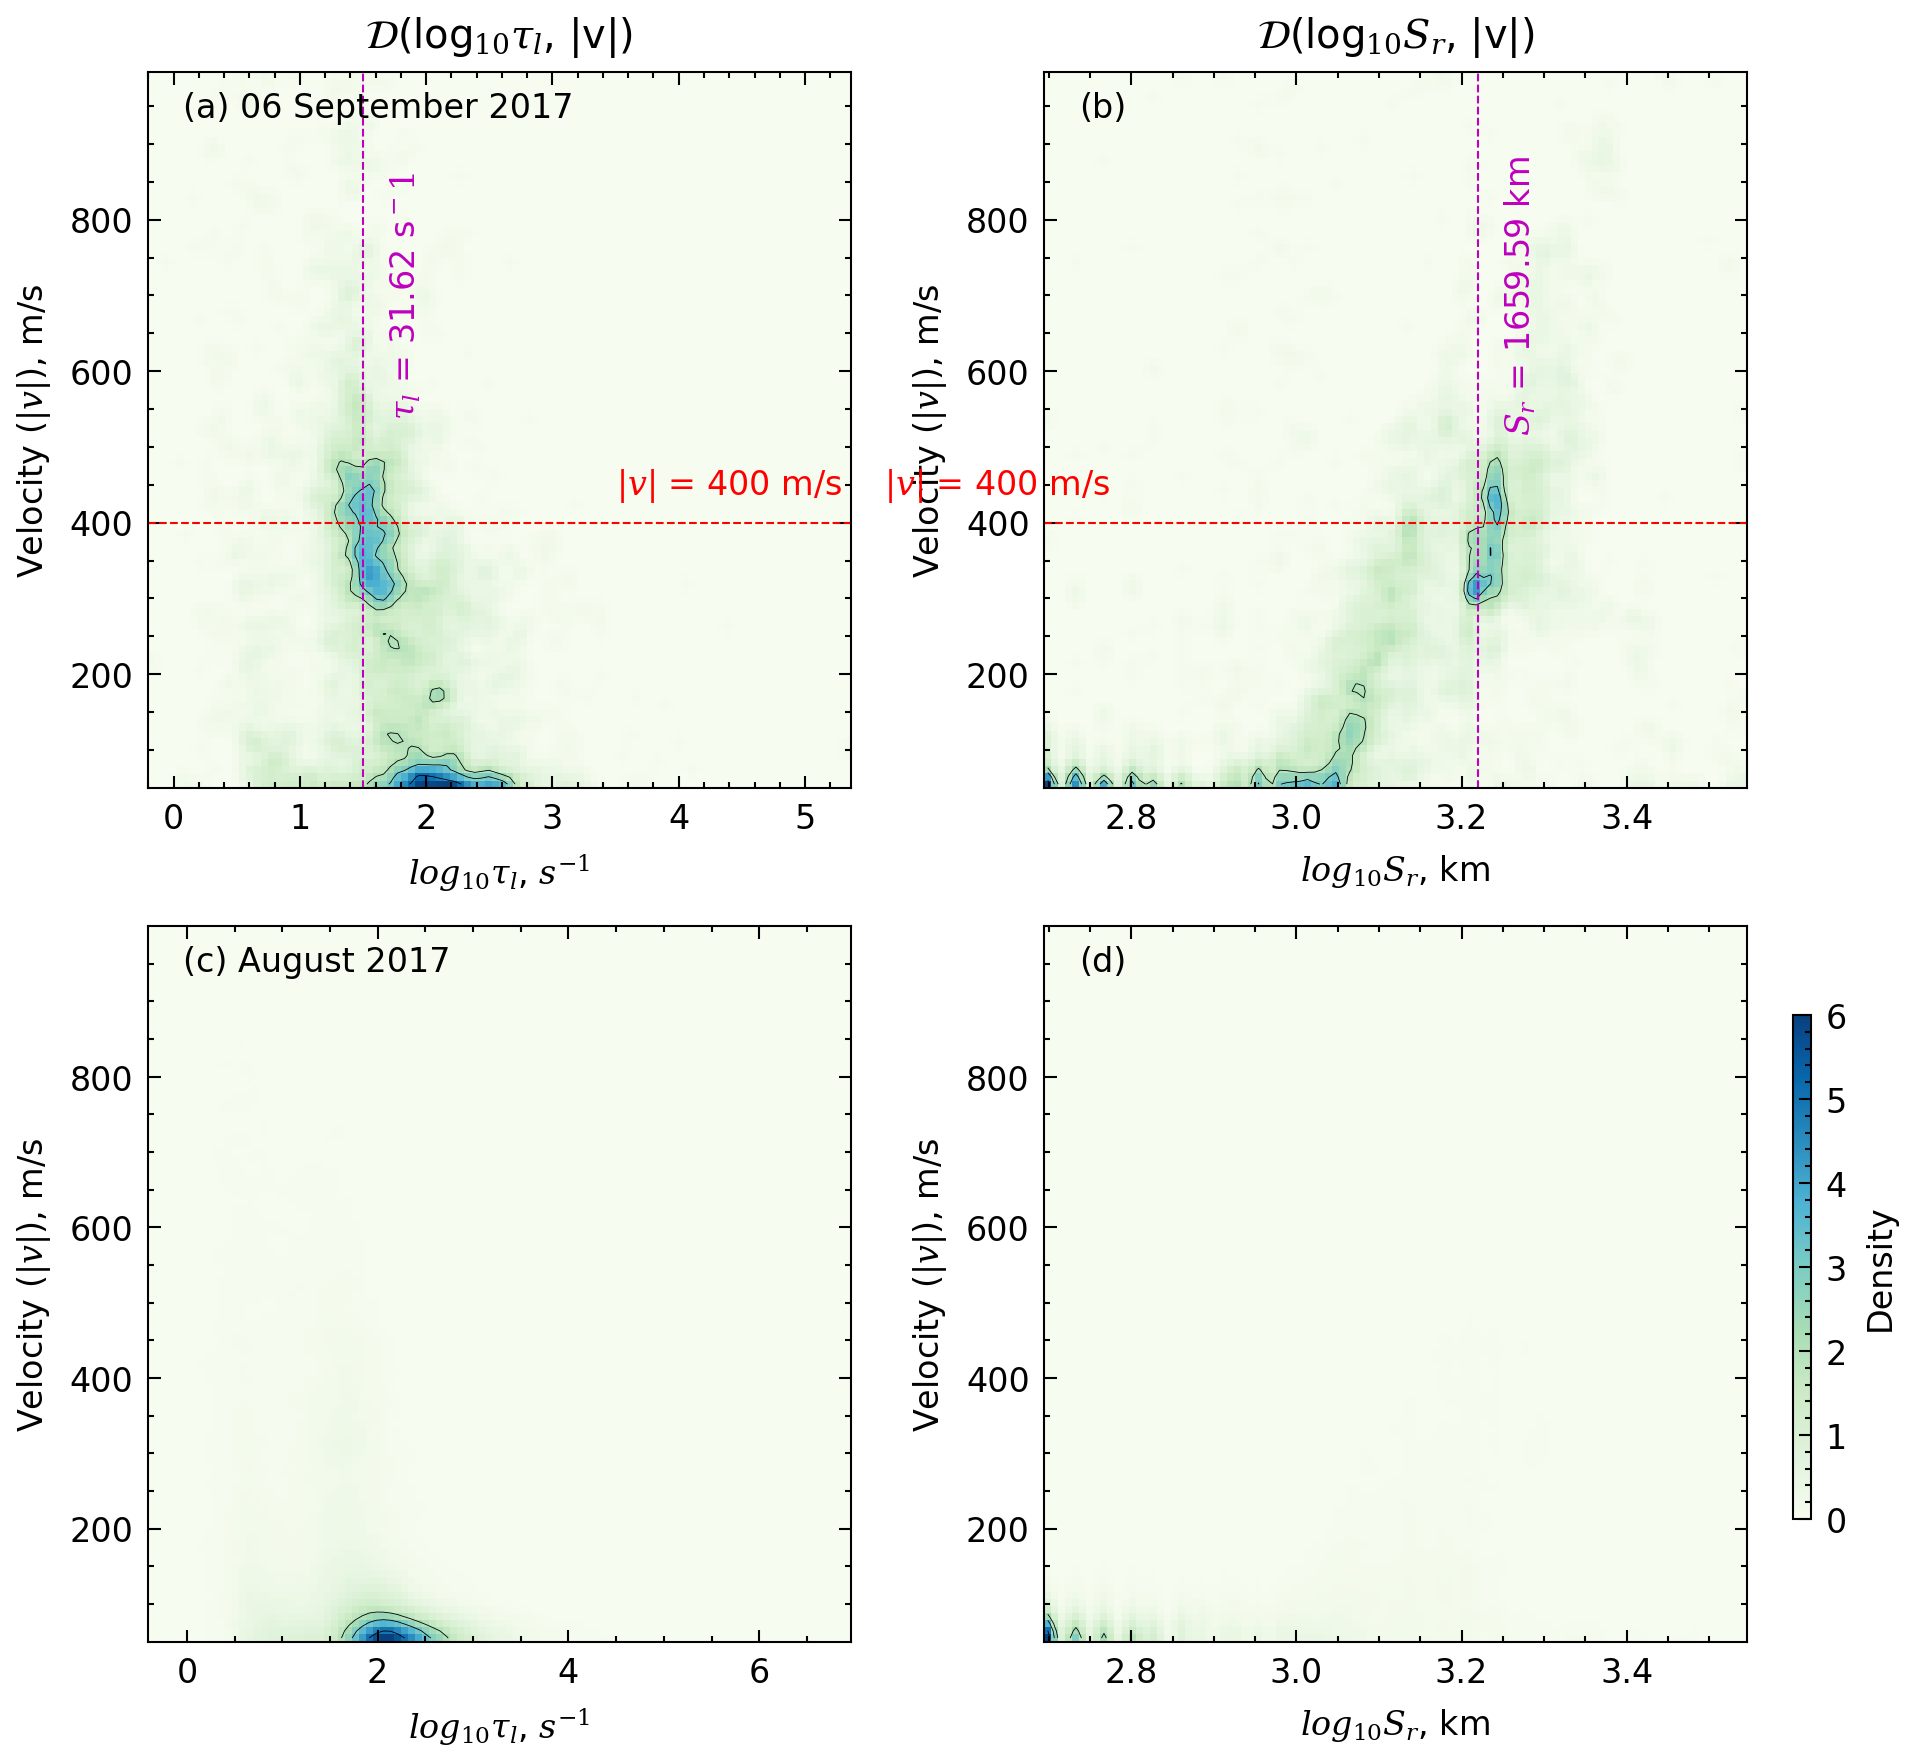 𝒟(log₁₀τₗ, |v|)
𝒟(log₁₀Sᵣ, |v|)
(a) 06 September 2017
τₗ = 31.62 s⁻1
|v| = 400 m/s
Velocity (|v|), m/s
800
600
400
200
0 1 2 3 4 5
log₁₀τₗ, s⁻¹
(b)
Sᵣ = 1659.59 km
|v| = 400 m/s
Velocity (|v|), m/s
800
600
400
200
2.8 3.0 3.2 3.4
log₁₀Sᵣ, km
(c) August 2017
Velocity (|v|), m/s
800
600
400
200
0 2 4 6
log₁₀τₗ, s⁻¹
(d)
Velocity (|v|), m/s
800
600
400
200
2.8 3.0 3.2 3.4
log₁₀Sᵣ, km
6
5
4
3
2
1
0
Density